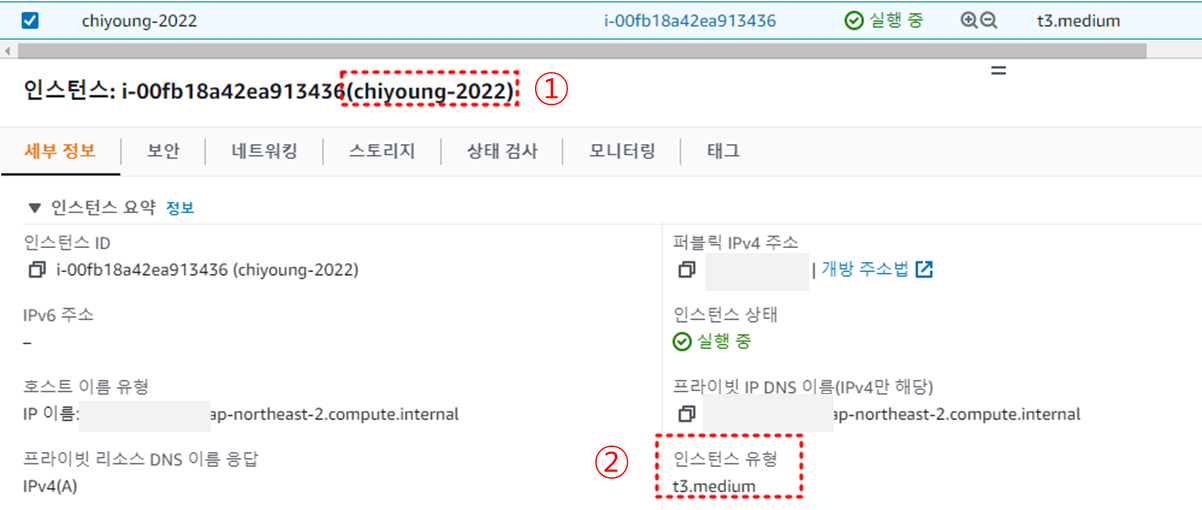 chiyoung-2022 i-00fb18a42ea913436 실행 중 t3.medium
인스턴스: i-00fb18a42ea913436(chiyoung-2022) ①
세부 정보 보안 네트워킹 스토리지 상태 검사 모니터링 태그
▼ 인스턴스 요약 정보
인스턴스 ID
i-00fb18a42ea913436 (chiyoung-2022)
퍼블릭 IPv4 주소
| 개방 주소법
IPv6 주소
–
인스턴스 상태
실행 중
호스트 이름 유형
IP 이름: ap-northeast-2.compute.internal
프라이빗 IP DNS 이름(IPv4만 해당)
ap-northeast-2.compute.internal
프라이빗 리소스 DNS 이름 응답
IPv4(A)
②
인스턴스 유형
t3.medium